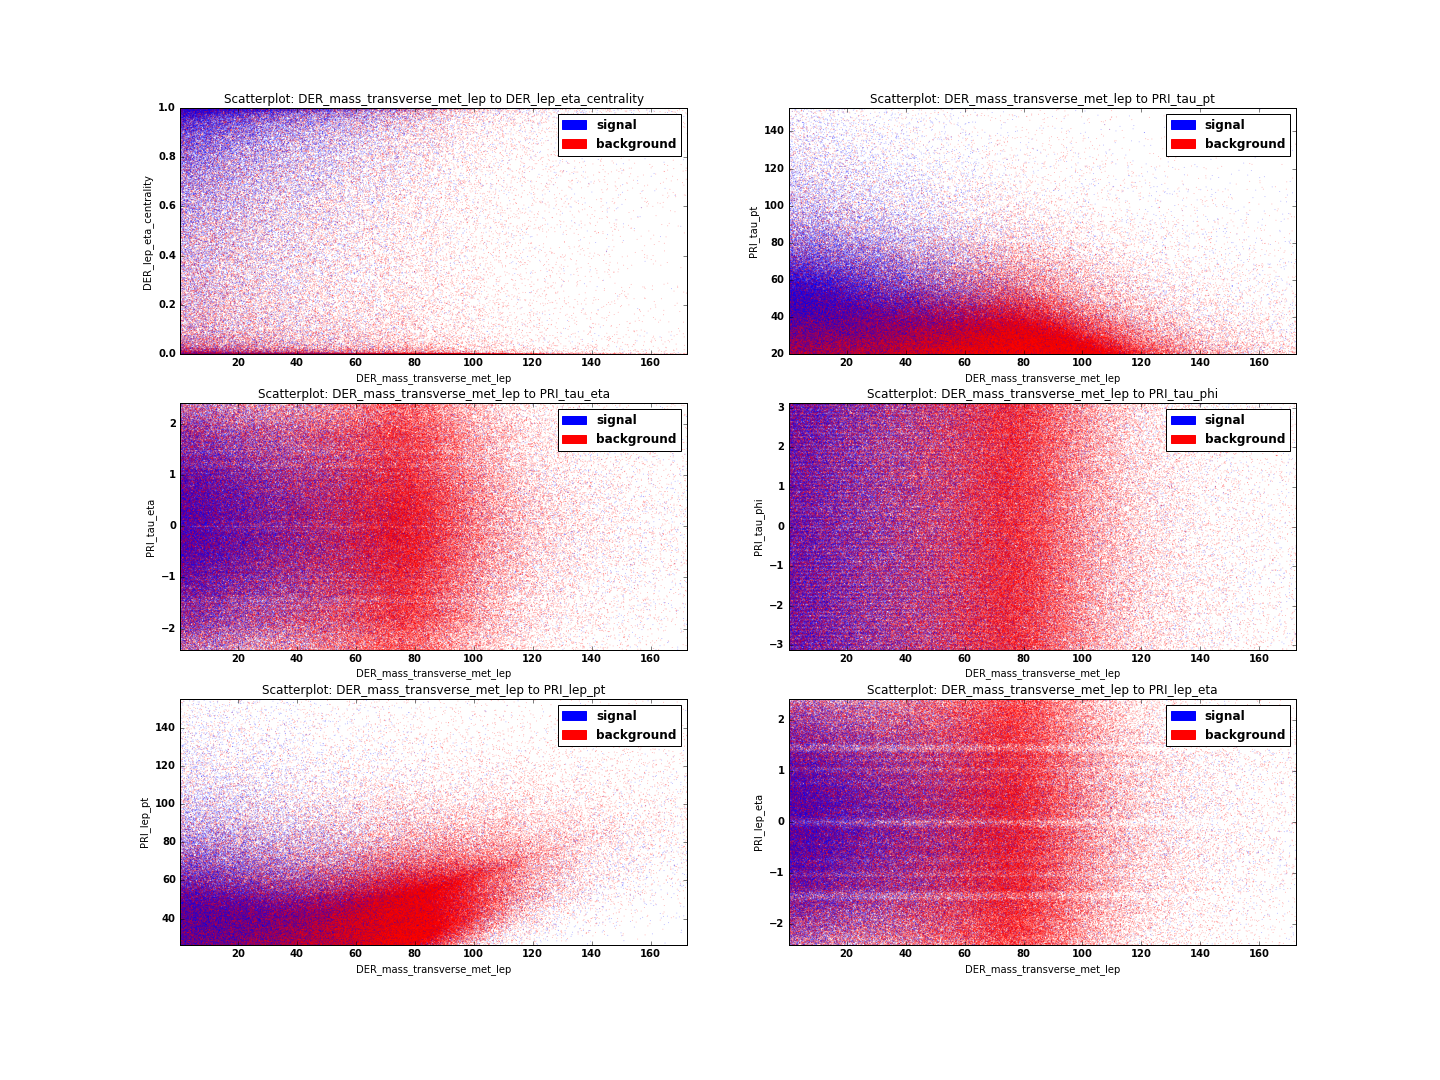 Scatterplot: DER_mass_transverse_met_lep to DER_lep_eta_centrality
1.0
0.8
0.6
0.4
0.2
0.0
DER_lep_eta_centrality
signal
background
20 40 60 80 100 120 140 160
DER_mass_transverse_met_lep
Scatterplot: DER_mass_transverse_met_lep to PRI_tau_pt
140
120
100
80
60
40
20
PRI_tau_pt
signal
background
20 40 60 80 100 120 140 160
DER_mass_transverse_met_lep
Scatterplot: DER_mass_transverse_met_lep to PRI_tau_eta
2
1
0
−1
−2
PRI_tau_eta
signal
background
20 40 60 80 100 120 140 160
DER_mass_transverse_met_lep
Scatterplot: DER_mass_transverse_met_lep to PRI_tau_phi
3
2
1
0
−1
−2
−3
PRI_tau_phi
signal
background
20 40 60 80 100 120 140 160
DER_mass_transverse_met_lep
Scatterplot: DER_mass_transverse_met_lep to PRI_lep_pt
140
120
100
80
60
40
PRI_lep_pt
signal
background
20 40 60 80 100 120 140 160
DER_mass_transverse_met_lep
Scatterplot: DER_mass_transverse_met_lep to PRI_lep_eta
2
1
0
−1
−2
PRI_lep_eta
signal
background
20 40 60 80 100 120 140 160
DER_mass_transverse_met_lep